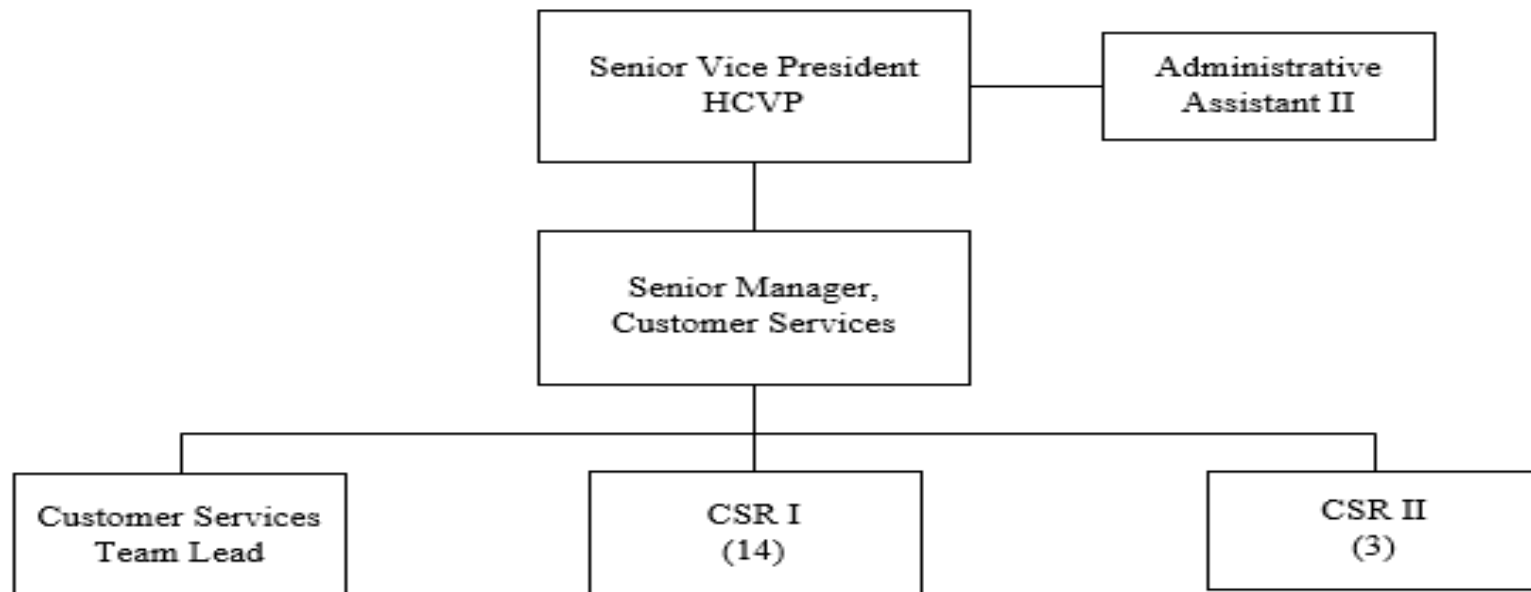 Senior Vice President
HCVP
Administrative
Assistant II
Senior Manager,
Customer Services
Customer Services
Team Lead
CSR I
(14)
CSR II
(3)